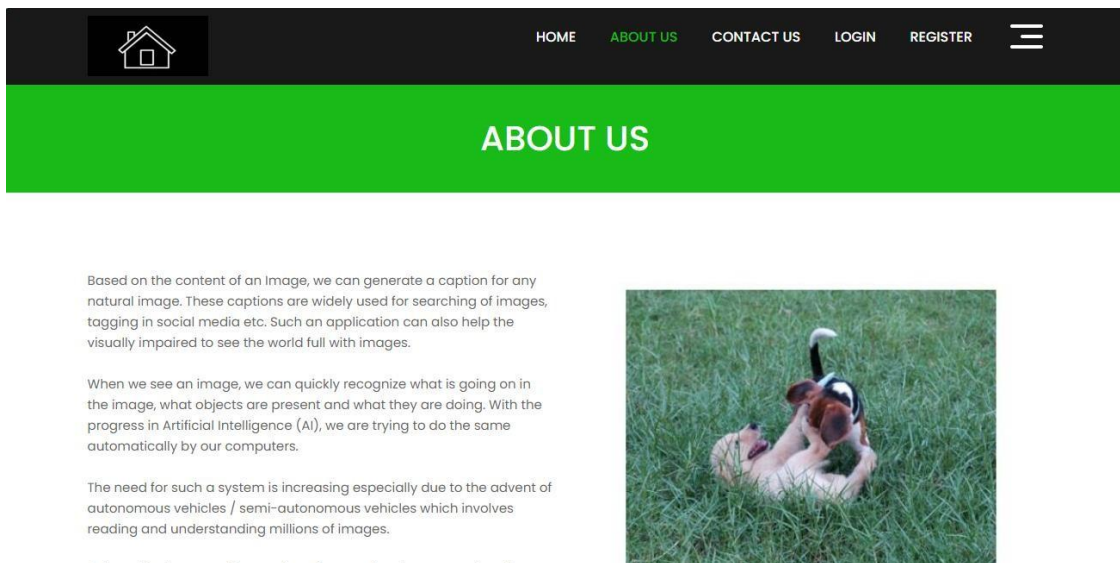 HOME ABOUT US CONTACT US LOGIN REGISTER
ABOUT US
Based on the content of an Image, we can generate a caption for any
natural image. These captions are widely used for searching of images,
tagging in social media etc. Such an application can also help the
visually impaired to see the world full with images.
When we see an image, we can quickly recognize what is going on in
the image, what objects are present and what they are doing. With the
progress in Artificial Intelligence (AI), we are trying to do the same
automatically by our computers.
The need for such a system is increasing especially due to the advent of
autonomous vehicles / semi-autonomous vehicles which involves
reading and understanding millions of images.